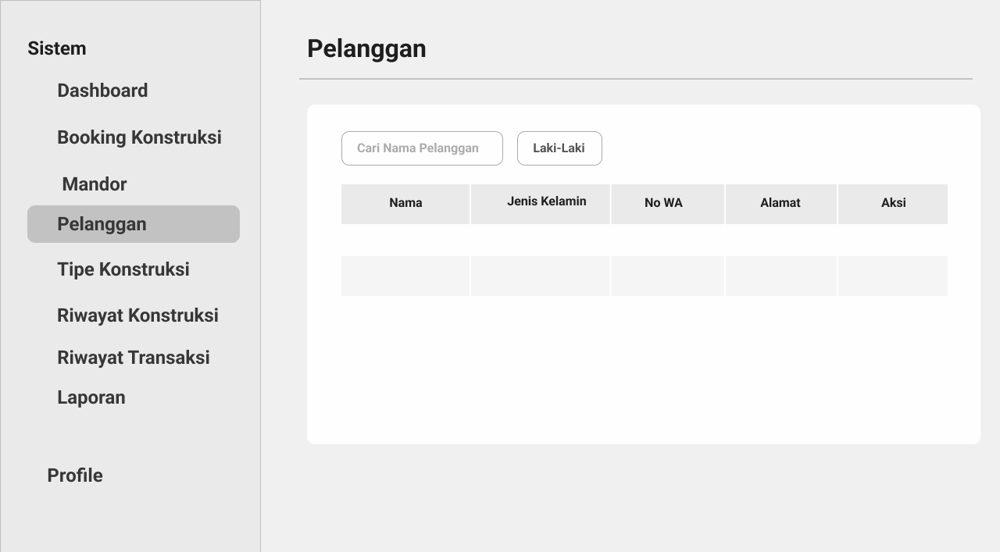 Sistem
Dashboard
Booking Konstruksi
Mandor
Pelanggan
Tipe Konstruksi
Riwayat Konstruksi
Riwayat Transaksi
Laporan
Profile
Pelanggan
Cari Nama Pelanggan
Laki-Laki
Nama Jenis Kelamin No WA Alamat Aksi